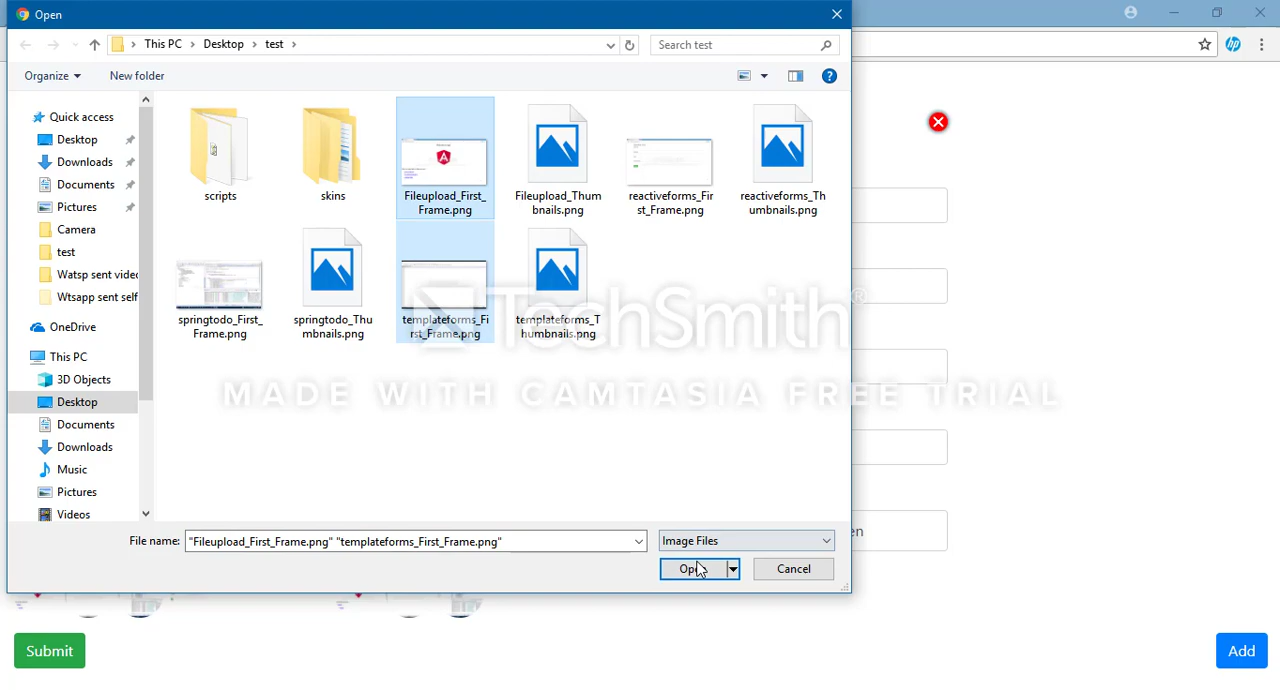 Open
This PC
Desktop
test
Search test
Organize
New folder
Quick access
Desktop
Downloads
Documents
Pictures
Camera
test
Watsp sent video
Wtsapp sent self
OneDrive
This PC
3D Objects
Desktop
Documents
Downloads
Music
Pictures
Videos
scripts
skins
Fileupload_First_
Frame.png
Fileupload_Thum
bnails.png
reactiveforms_Fir
st_Frame.png
reactiveforms_Th
umbnails.png
springtodo_First_
Frame.png
springtodo_Thu
mbnails.png
templateforms_Fi
rst_Frame.png
templateforms_T
humbnails.png
TechSmith®
MADE WITH CAMTASIA FREE TRIAL
File name:
"Fileupload_First_Frame.png" "templateforms_First_Frame.png"
Image Files
Open
Cancel
hp
en
Submit
Add